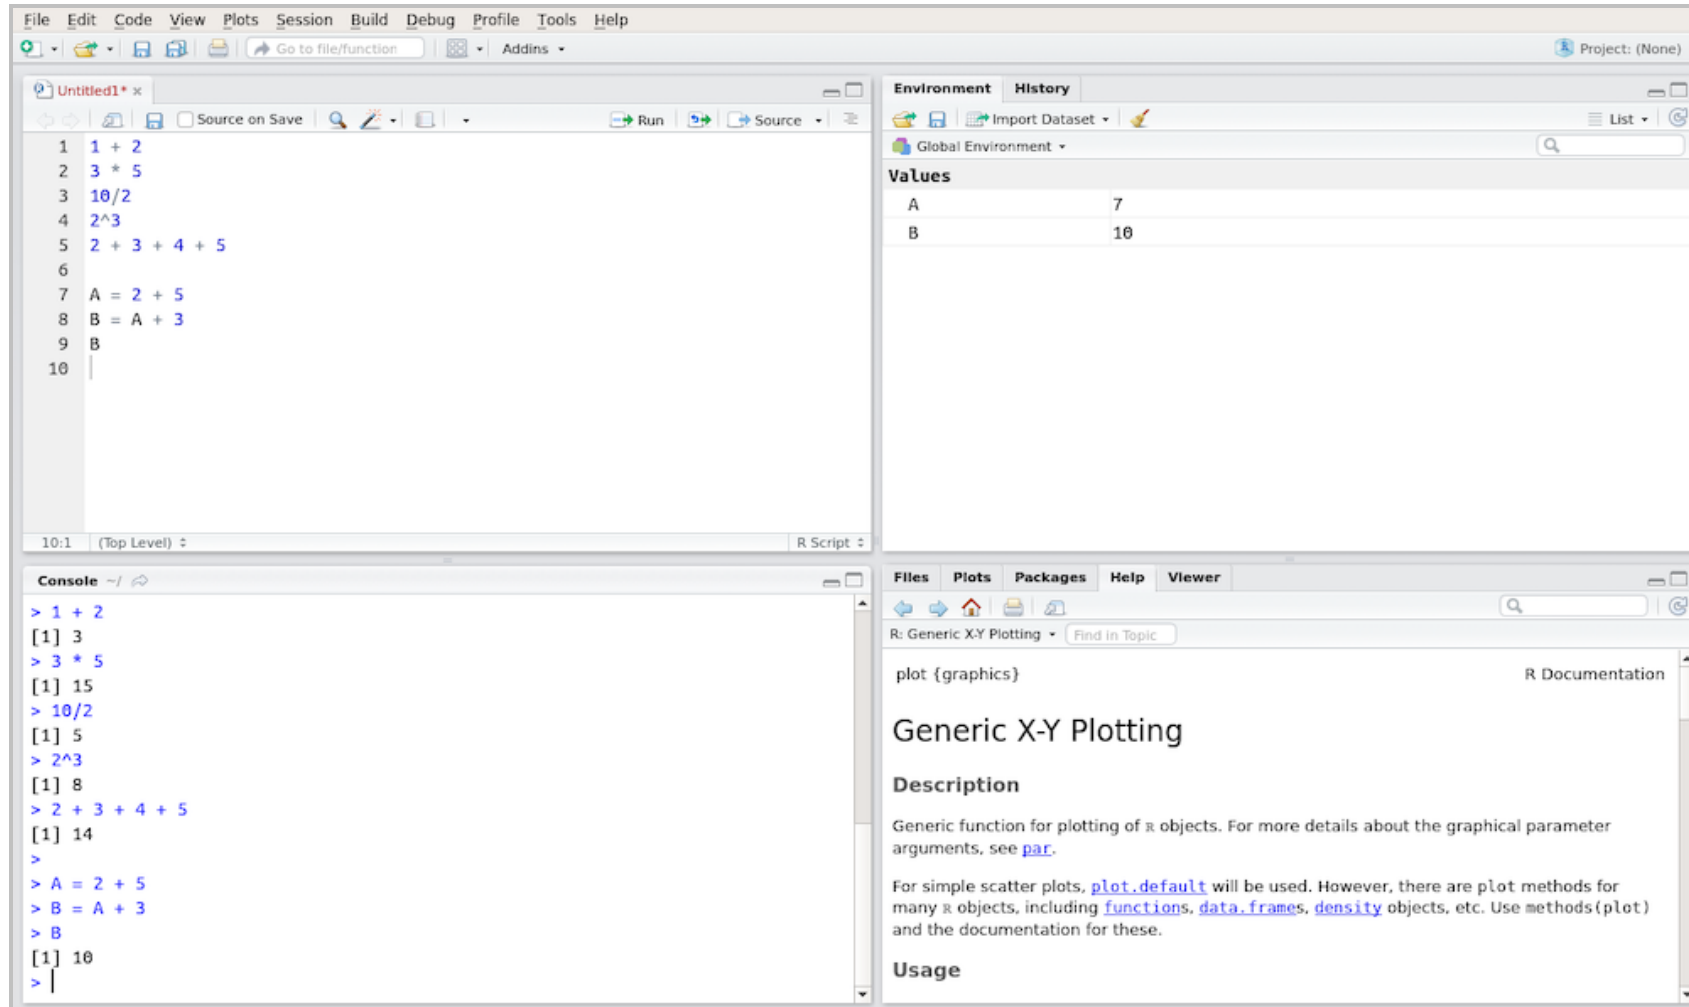 File Edit Code View Plots Session Build Debug Profile Tools Help
Go to file/function Addins Project: (None)
Untitled1* ×
Source on Save Run Source
1 1 + 2
2 3 * 5
3 10/2
4 2^3
5 2 + 3 + 4 + 5
6
7 A = 2 + 5
8 B = A + 3
9 B
10
10:1 (Top Level) R Script
Console ~/
> 1 + 2
[1] 3
> 3 * 5
[1] 15
> 10/2
[1] 5
> 2^3
[1] 8
> 2 + 3 + 4 + 5
[1] 14
>
> A = 2 + 5
> B = A + 3
> B
[1] 10
>
Environment History
Import Dataset List
Global Environment
Values
A 7
B 10
Files Plots Packages Help Viewer
R: Generic X-Y Plotting Find in Topic
plot {graphics} R Documentation
Generic X-Y Plotting
Description
Generic function for plotting of R objects. For more details about the graphical parameter
arguments, see par.
For simple scatter plots, plot.default will be used. However, there are plot methods for
many R objects, including functions, data.frames, density objects, etc. Use methods(plot)
and the documentation for these.
Usage